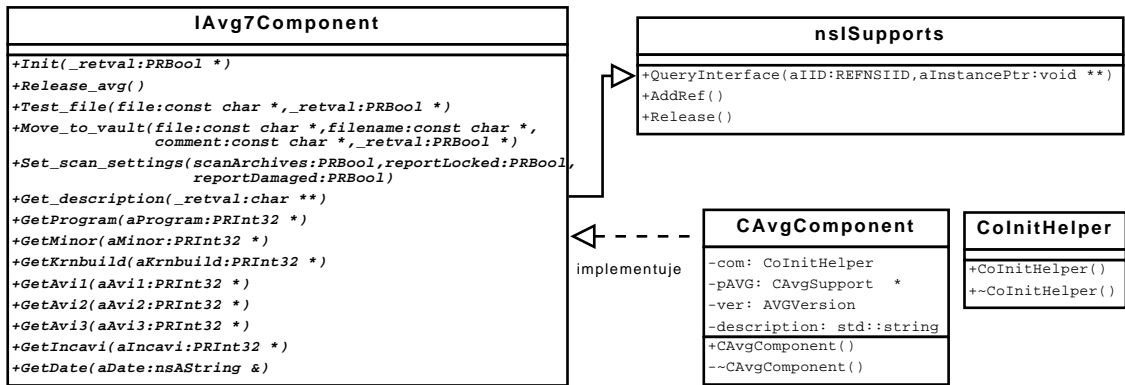 IAvg7Component
+Init(_retval:PRBool *)
+Release_avg()
+Test_file(file:const char *,_retval:PRBool *)
+Move_to_vault(file:const char *,filename:const char *,
comment:const char *,_retval:PRBool *)
+Set_scan_settings(scanArchives:PRBool,reportLocked:PRBool,
reportDamaged:PRBool)
+Get_description(_retval:char **)
+GetProgram(aProgram:PRInt32 *)
+GetMinor(aMinor:PRInt32 *)
+GetKrnbuild(aKrnbuild:PRInt32 *)
+GetAvi1(aAvi1:PRInt32 *)
+GetAvi2(aAvi2:PRInt32 *)
+GetAvi3(aAvi3:PRInt32 *)
+GetIncavi(aIncavi:PRInt32 *)
+GetDate(aDate:nsAString &)
nsISupports
+QueryInterface(aIID:REFNSIID,aInstancePtr:void **)
+AddRef()
+Release()
implementuje
CAvgComponent
-com: CoInitHelper
-pAVG: CAvgSupport *
-ver: AVGVersion
-description: std::string
+CAvgComponent()
-~CAvgComponent()
CoInitHelper
+CoInitHelper()
+~CoInitHelper()